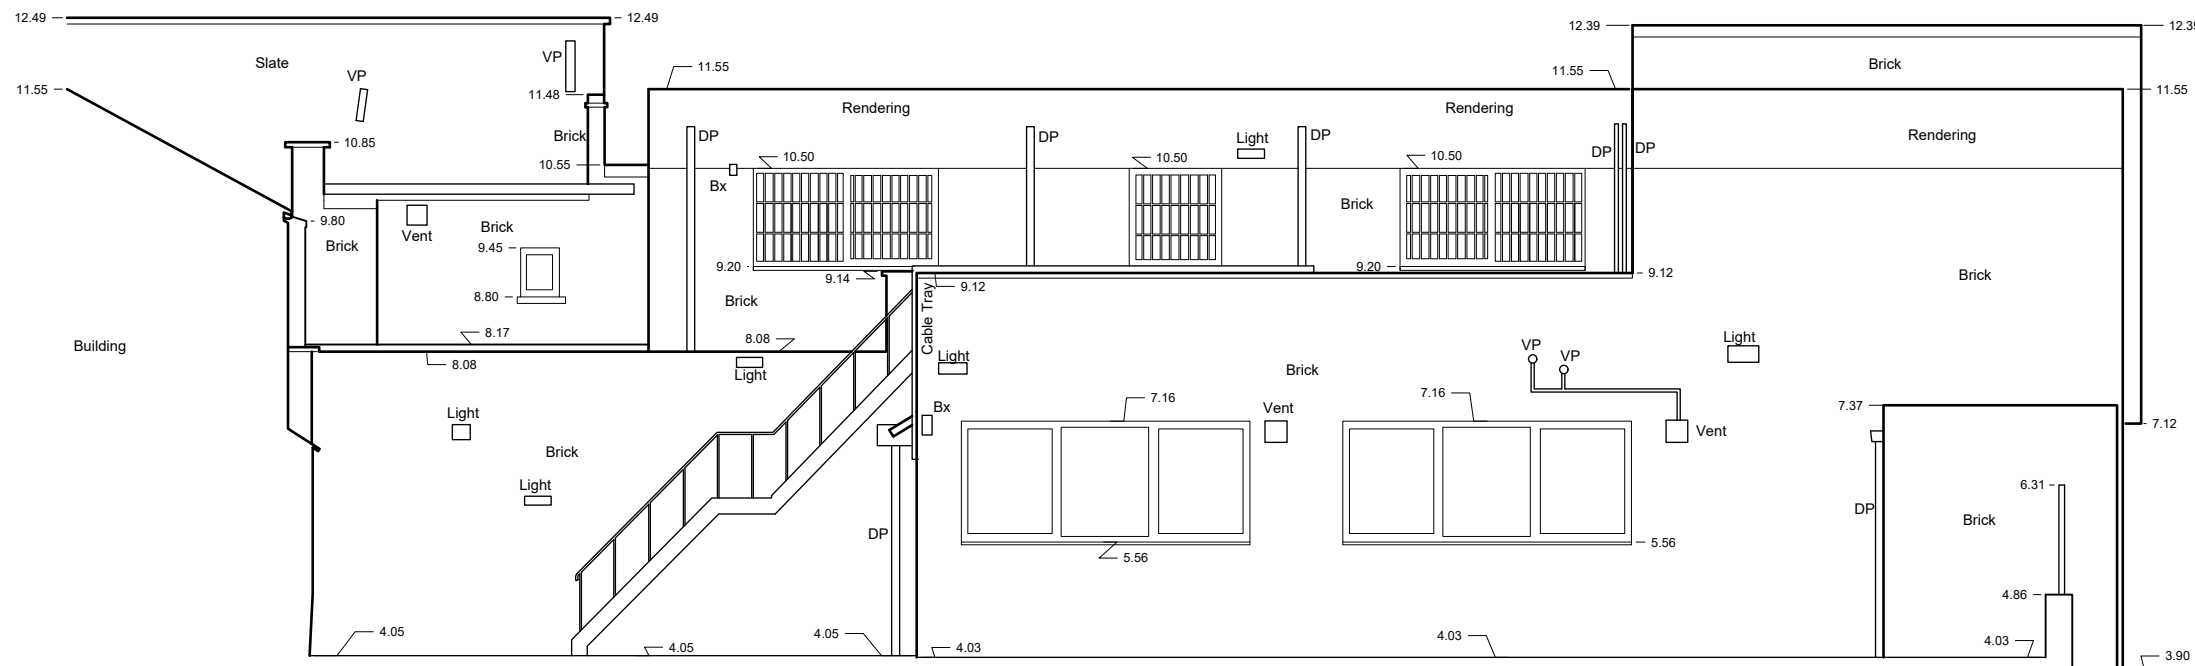 12.49
12.49
12.39
12.39
VP
Slate
Brick
11.55
VP
11.48
11.55
11.55
11.55
Rendering
Rendering
Rendering
Brick
DP
DP
Light
DP
DP
DP
10.85
10.55
10.50
10.50
10.50
Bx
9.80
Brick
Vent
Brick
Brick
9.45
9.20
9.14
9.20
9.12
9.12
Brick
8.80
Brick
Cable Tray
8.17
8.08
8.08
Building
Light
Light
Brick
VP
VP
Light
7.16
7.16
Light
Bx
Vent
Vent
7.37
7.12
Brick
Light
DP
DP
6.31
Brick
5.56
5.56
4.86
4.05
4.05
4.05
4.03
4.03
4.03
3.90